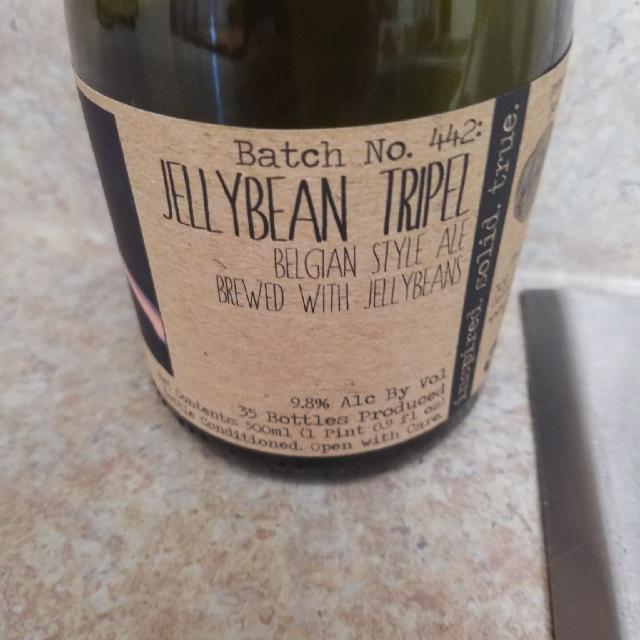 Batch No. 442:
JELLYBEAN TRIPEL
BELGIAN STYLE ALE
BREWED WITH JELLYBEANS
9.8% Alc By Vol
35 Bottles Produced
Contents: 500ml (1 Pint 0.9 fl oz)
Conditioned. Open With Care
inspired. solid. true.